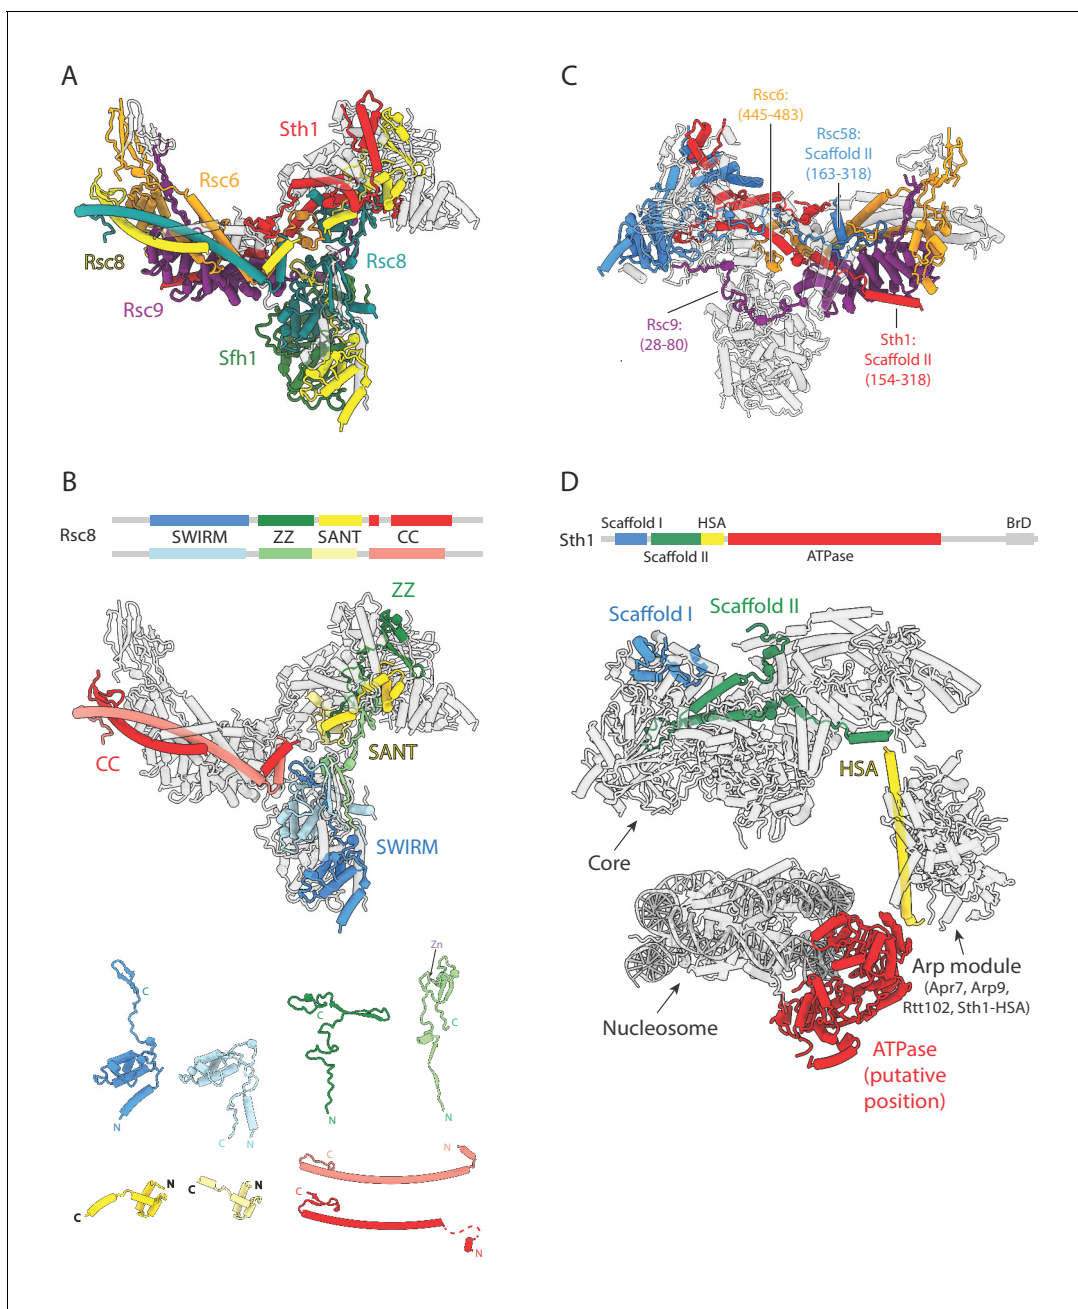 A
Sth1
Rsc6
Rsc8
Rsc8
Rsc9
Sfh1
C
Rsc6:
(445-483)
Rsc58:
Scaffold II
(163-318)
Rsc9:
(28-80)
Sth1:
Scaffold II
(154-318)
B
Rsc8
SWIRM
ZZ
SANT
CC
ZZ
CC
SANT
SWIRM
Zn
C
N
C
N
C
N
C
N
C
N
C
N
C
N
C
N
D
Sth1
Scaffold I
HSA
BrD
Scaffold II
ATPase
Scaffold I
Scaffold II
HSA
Core
Nucleosome
Arp module
(Apr7, Arp9,
Rtt102, Sth1-HSA)
ATPase
(putative
position)